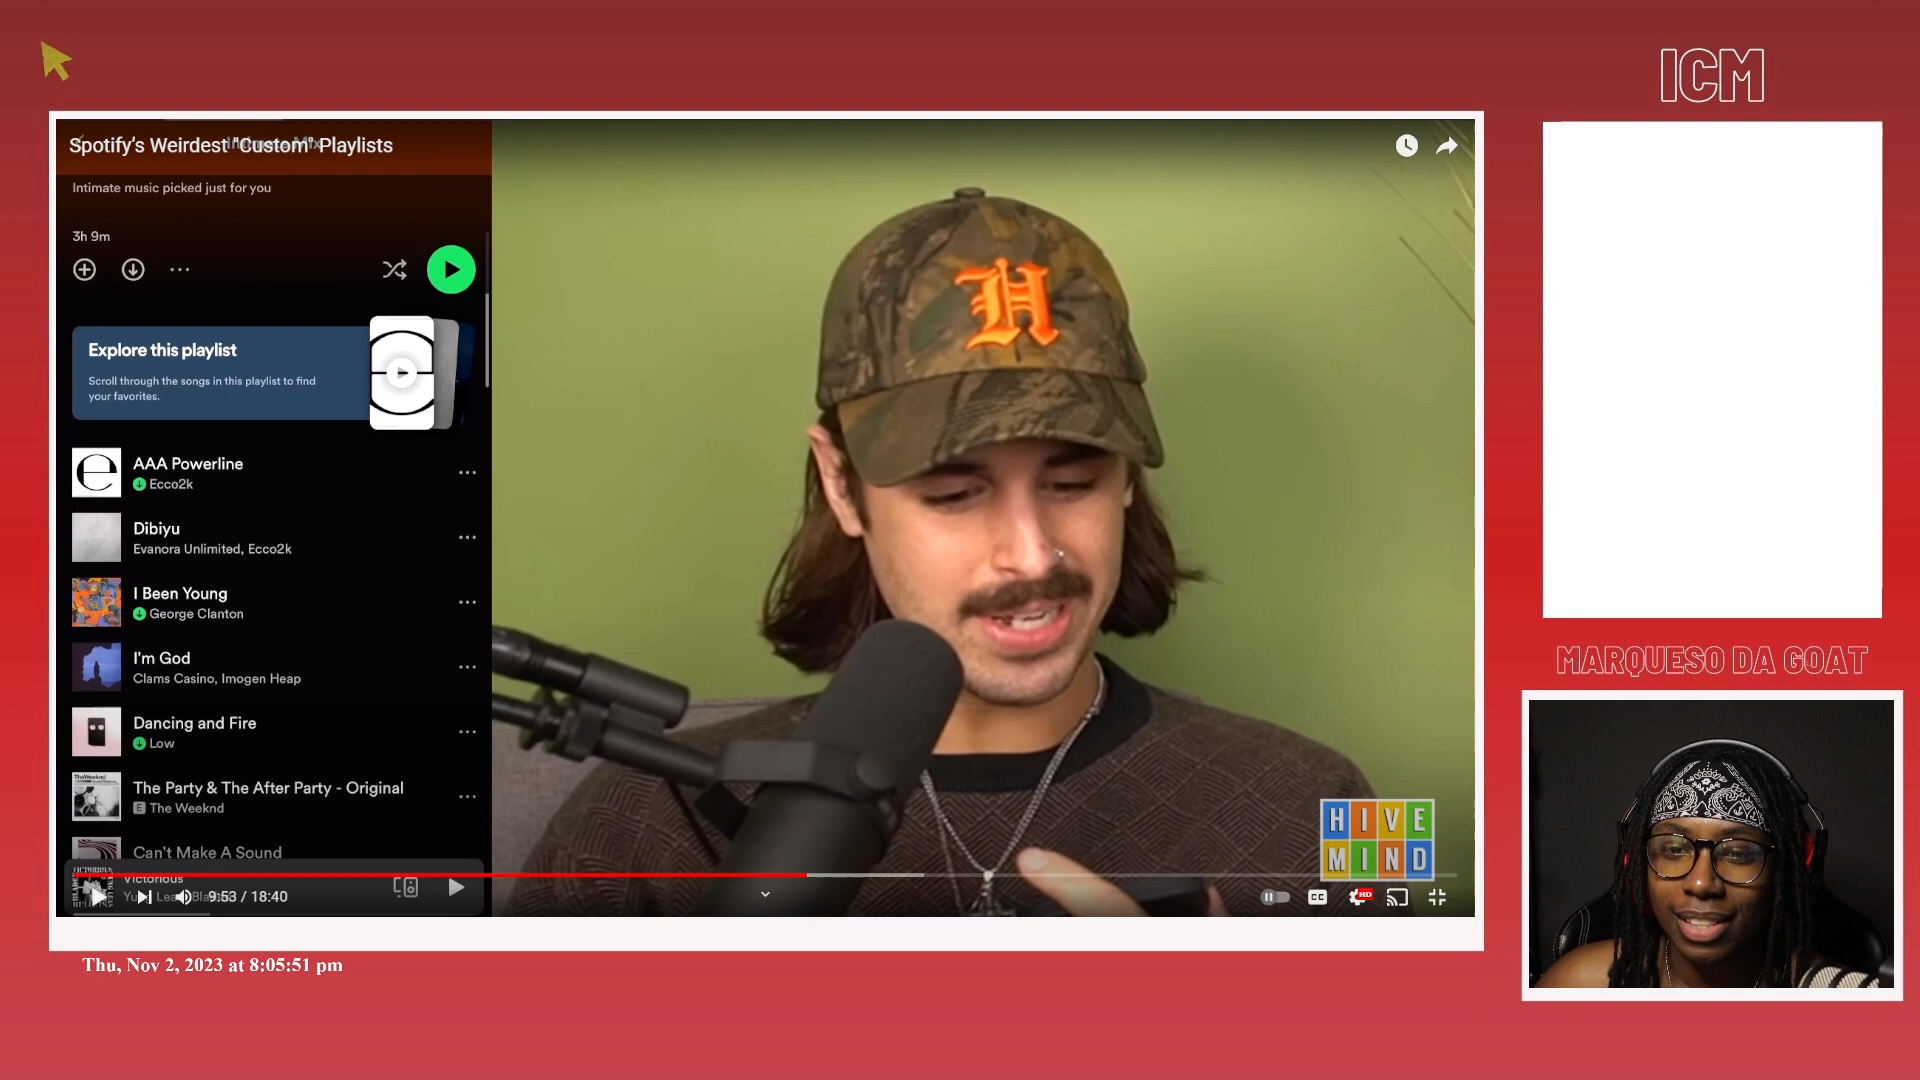 ICM
Spotify's Weirdest "Custom" Playlists
Intimate music picked just for you
3h 9m
Explore this playlist
Scroll through the songs in this playlist to find
your favorites.
AAA Powerline
Ecco2k
Dibiyu
Evanora Unlimited, Ecco2k
I Been Young
George Clanton
I'm God
Clams Casino, Imogen Heap
Dancing and Fire
Low
The Party & The After Party - Original
E The Weeknd
Can't Make A Sound
Victorious
9:53 / 18:40
CC
HD
H
HIVE
MIND
MARQUESO DA GOAT
Thu, Nov 2, 2023 at 8:05:51 pm